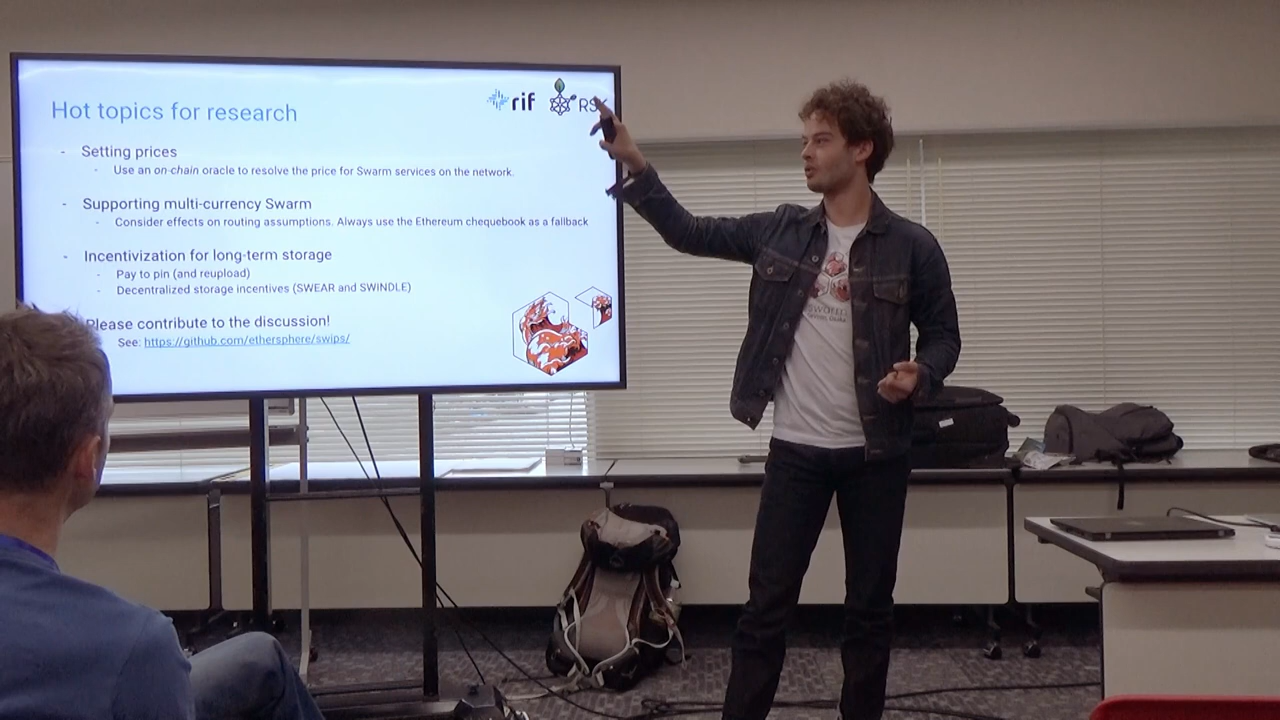 Hot topics for research
rif
RSK
- Setting prices
- Use an on-chain oracle to resolve the price for Swarm services on the network.
- Supporting multi-currency Swarm
- Consider effects on routing assumptions. Always use the Ethereum chequebook as a fallback
- Incentivization for long-term storage
- Pay to pin (and reupload)
- Decentralized storage incentives (SWEAR and SWINDLE)
Please contribute to the discussion!
See: https://github.com/ethersphere/swips/